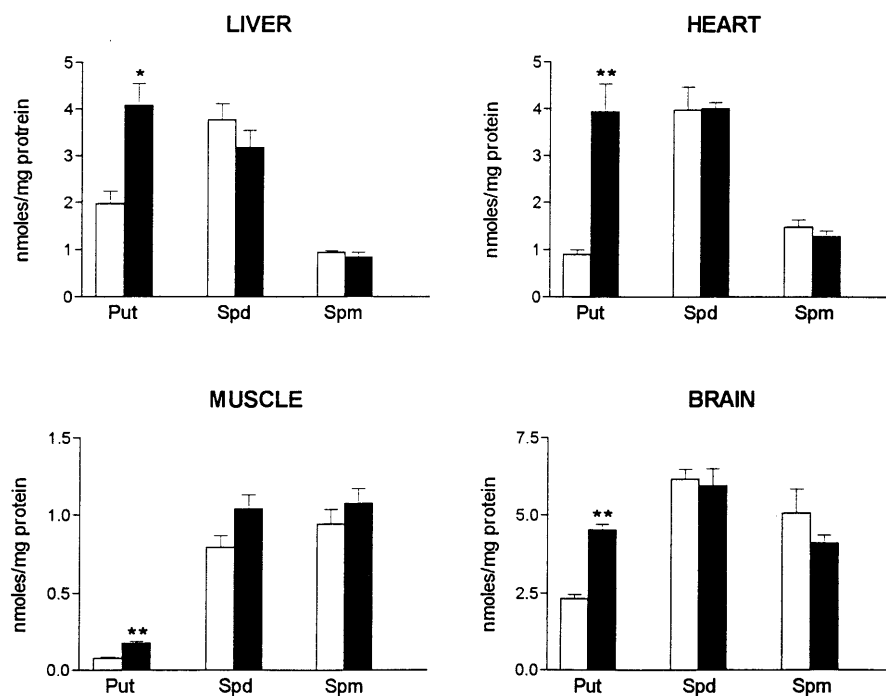 LIVER
nmoles/mg protrein
5
4
3
2
1
0
*
Put Spd Spm
HEART
nmoles/mg protein
5
4
3
2
1
0
**
Put Spd Spm
MUSCLE
nmoles/mg protein
1.5
1.0
0.5
0.0
**
Put Spd Spm
BRAIN
nmoles/mg protein
7.5
5.0
2.5
0.0
**
Put Spd Spm